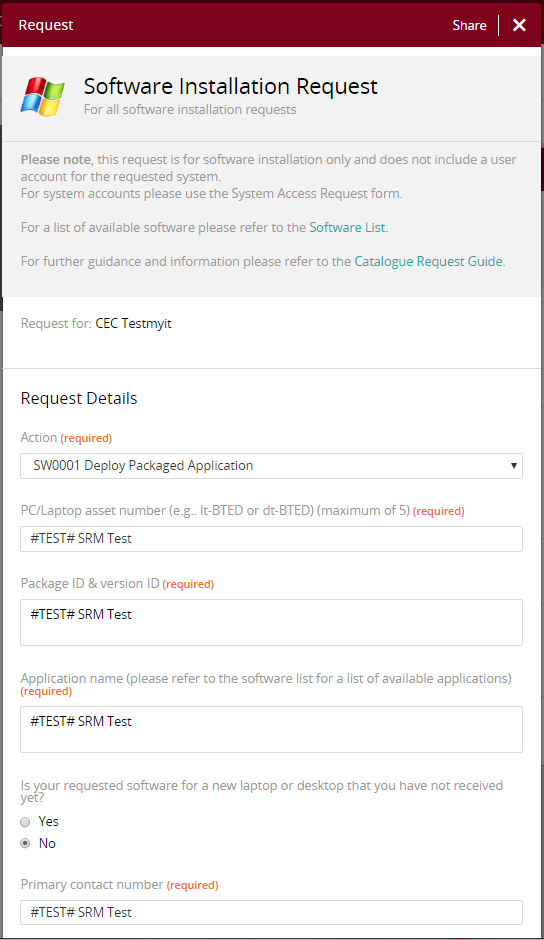 Request
Share
Software Installation Request
For all software installation requests
Please note, this request is for software installation only and does not include a user
account for the requested system.
For system accounts please use the System Access Request form.
For a list of available software please refer to the Software List.
For further guidance and information please refer to the Catalogue Request Guide.
Request for: CEC Testmyit
Request Details
Action (required)
SW0001 Deploy Packaged Application
PC/Laptop asset number (e.g.. lt-BTED or dt-BTED) (maximum of 5) (required)
#TEST# SRM Test
Package ID & version ID (required)
#TEST# SRM Test
Application name (please refer to the software list for a list of available applications)
(required)
#TEST# SRM Test
Is your requested software for a new laptop or desktop that you have not received
yet?
Yes
No
Primary contact number (required)
#TEST# SRM Test